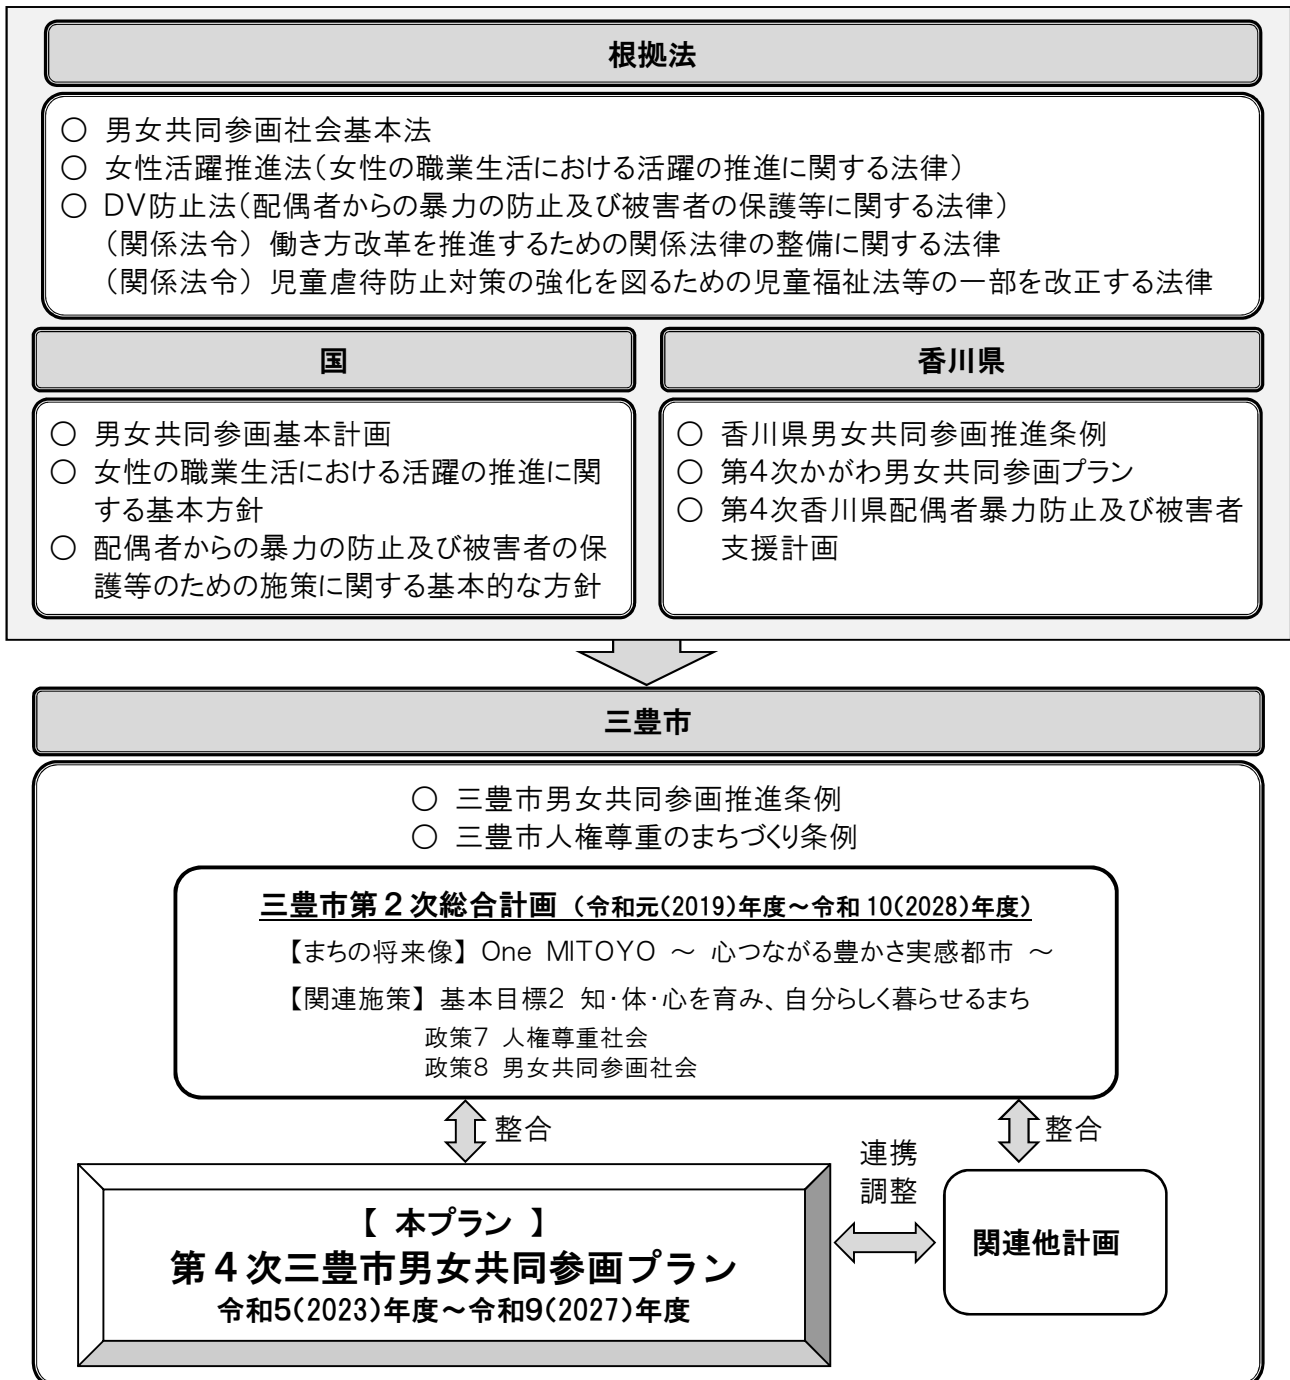 根拠法
○ 男女共同参画社会基本法
○ 女性活躍推進法（女性の職業生活における活躍の推進に関する法律）
○ DV防止法（配偶者からの暴力の防止及び被害者の保護等に関する法律）
（関係法令） 働き方改革を推進するための関係法律の整備に関する法律
（関係法令） 児童虐待防止対策の強化を図るための児童福祉法等の一部を改正する法律
国
○ 男女共同参画基本計画
○ 女性の職業生活における活躍の推進に関
する基本方針
○ 配偶者からの暴力の防止及び被害者の保
護等のための施策に関する基本的な方針
香川県
○ 香川県男女共同参画推進条例
○ 第4次かがわ男女共同参画プラン
○ 第4次香川県配偶者暴力防止及び被害者
支援計画
三豊市
○ 三豊市男女共同参画推進条例
○ 三豊市人権尊重のまちづくり条例
三豊市第２次総合計画（令和元(2019)年度～令和10(2028)年度）
【まちの将来像】 One MITOYO ～ 心つながる豊かさ実感都市 ～
【関連施策】 基本目標2 知・体・心を育み、自分らしく暮らせるまち
政策7 人権尊重社会
政策8 男女共同参画社会
整合
整合
連携
調整
【 本プラン 】
第４次三豊市男女共同参画プラン
令和5(2023)年度～令和9(2027)年度
関連他計画